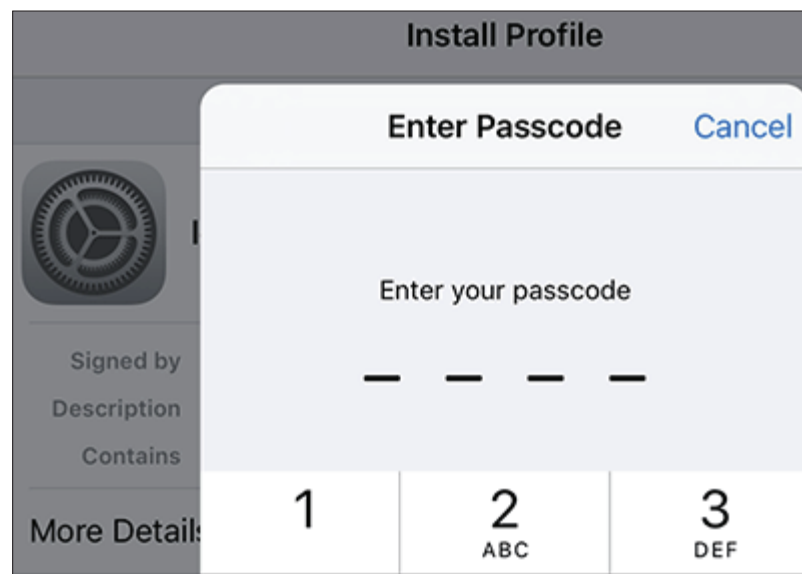 Install Profile
Enter Passcode
Cancel
Enter your passcode
Signed by
Description
Contains
More Details
1
2
3
ABC
DEF